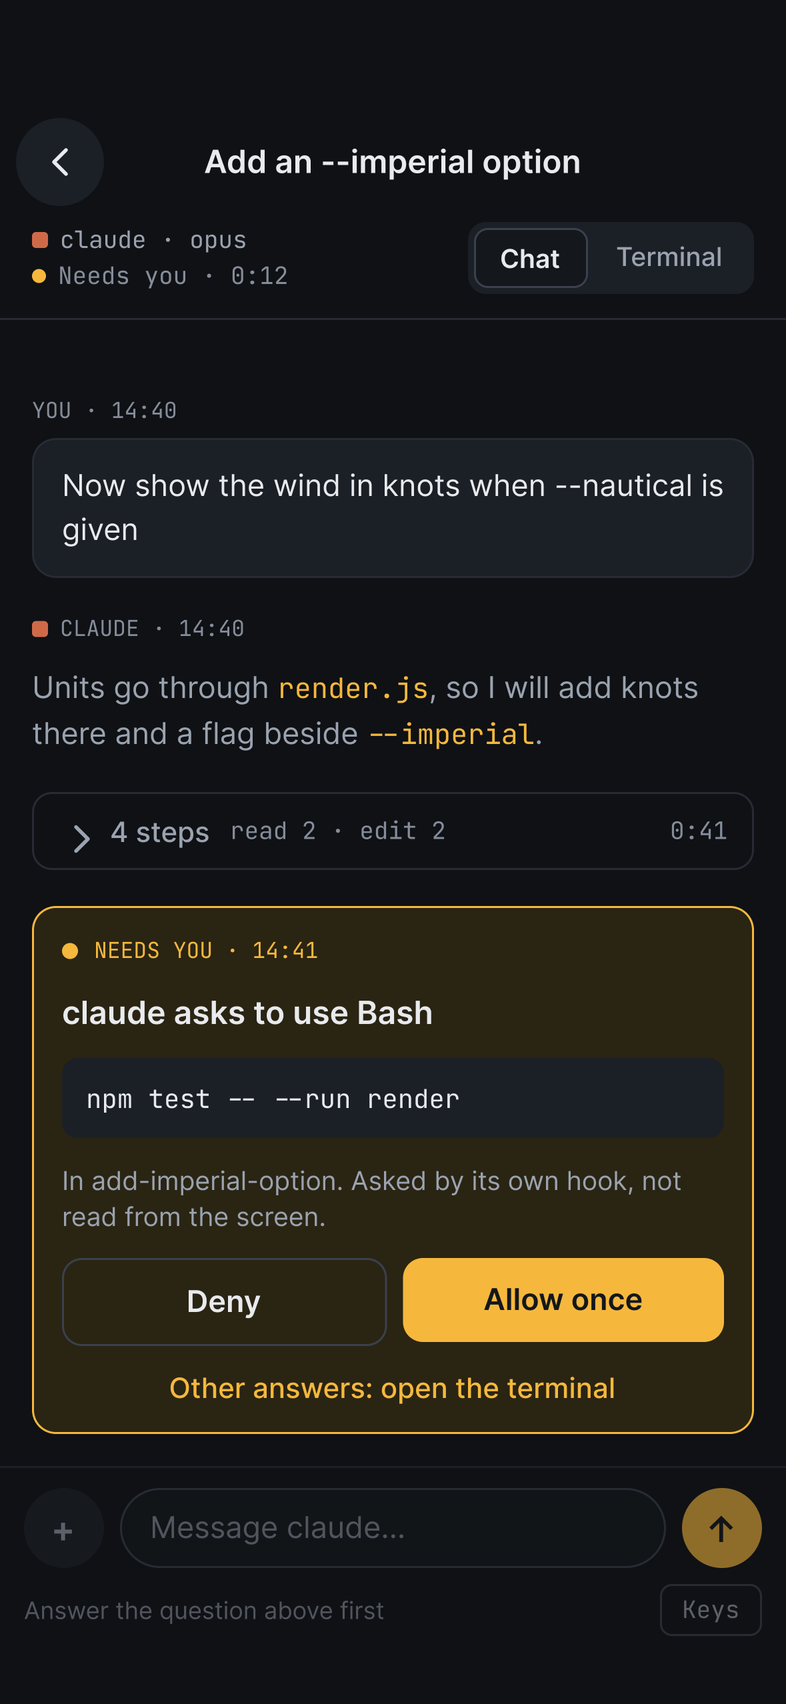 Add an --imperial option
claude · opus
Needs you · 0:12
Chat
Terminal
YOU · 14:40
Now show the wind in knots when --nautical is
given
CLAUDE · 14:40
Units go through render.js, so I will add knots
there and a flag beside --imperial.
4 steps read 2 · edit 2 0:41
NEEDS YOU · 14:41
claude asks to use Bash
npm test -- --run render
In add-imperial-option. Asked by its own hook, not
read from the screen.
Deny
Allow once
Other answers: open the terminal
+
Message claude...
Answer the question above first
Keys